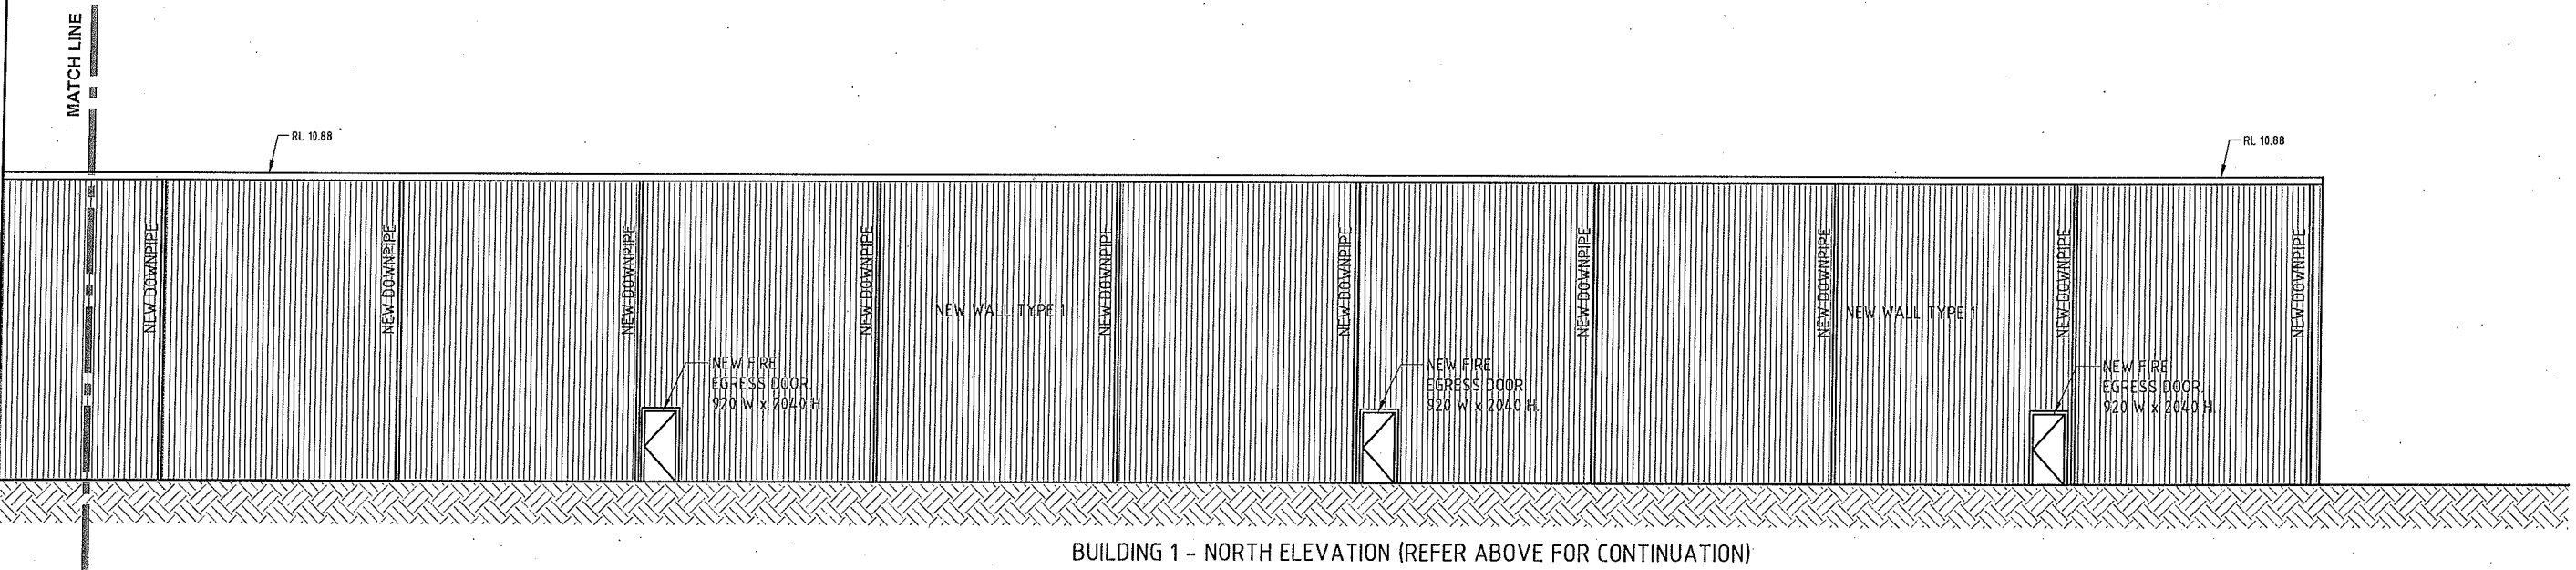 MATCH LINE
RL 10.88
RL 10.88
NEW DOWNPIPE
NEW DOWNPIPE
NEW DOWNPIPE
NEW DOWNPIPE
NEW DOWNPIPE
NEW DOWNPIPE
NEW DOWNPIPE
NEW DOWNPIPE
NEW DOWNPIPE
NEW DOWNPIPE
NEW WALL TYPE 1
NEW WALL TYPE 1
NEW FIRE
EGRESS DOOR.
920 W x 2040 H.
NEW FIRE
EGRESS DOOR
920 W x 2040 H.
NEW FIRE
EGRESS DOOR.
920 W x 2040 H.
BUILDING 1 - NORTH ELEVATION (REFER ABOVE FOR CONTINUATION)